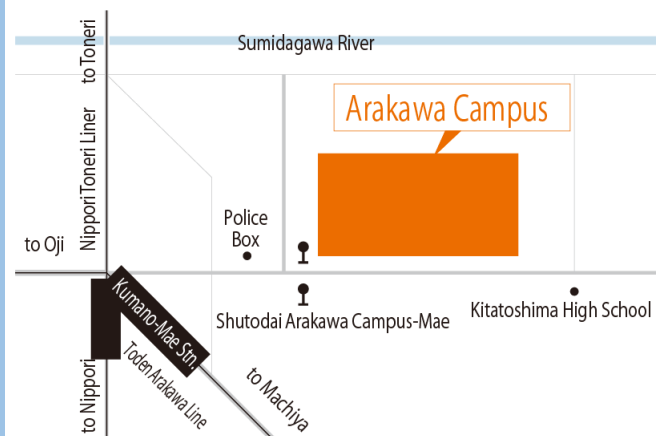 to Toneri
Sumidagawa River
Nippori Toneri Liner
Arakawa Campus
Police
Box
to Oji
Kumano-Mae Stn.
Shutodai Arakawa Campus-Mae
Kitatoshima High School
Toden Arakawa Line
to Nippori
to Machiya